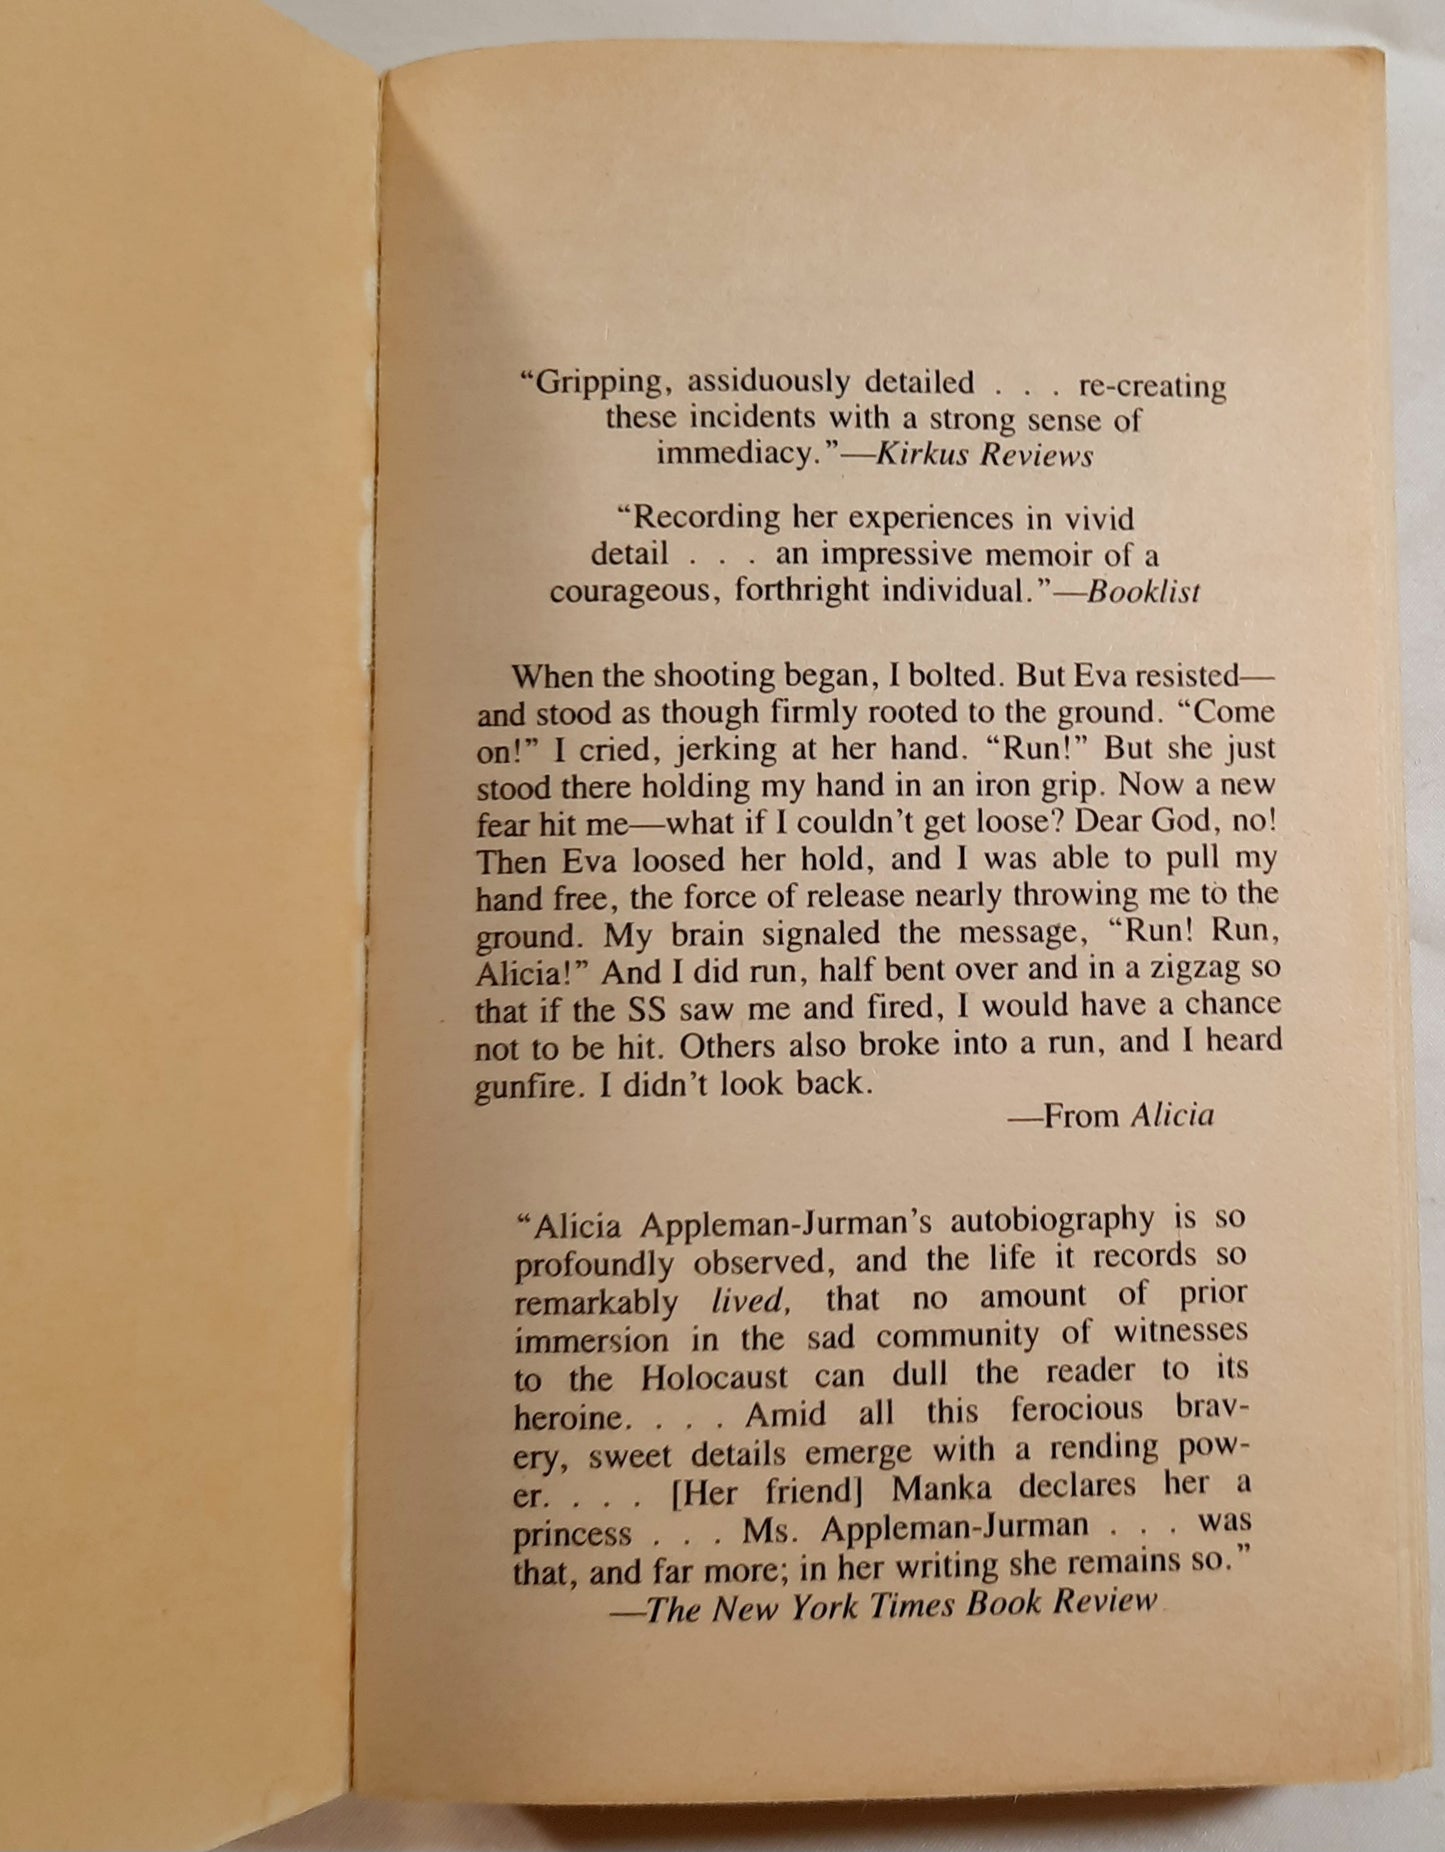 “Gripping, assiduously detailed . . . re-creating
these incidents with a strong sense of
immediacy.”—Kirkus Reviews
“Recording her experiences in vivid
detail . . . an impressive memoir of a
courageous, forthright individual.”—Booklist
When the shooting began, I bolted. But Eva resisted—
and stood as though firmly rooted to the ground. “Come
on!” I cried, jerking at her hand. “Run!” But she just
stood there holding my hand in an iron grip. Now a new
fear hit me—what if I couldn’t get loose? Dear God, no!
Then Eva loosed her hold, and I was able to pull my
hand free, the force of release nearly throwing me to the
ground. My brain signaled the message, “Run! Run,
Alicia!” And I did run, half bent over and in a zigzag so
that if the SS saw me and fired, I would have a chance
not to be hit. Others also broke into a run, and I heard
gunfire. I didn’t look back.
—From Alicia
“Alicia Appleman-Jurman’s autobiography is so
profoundly observed, and the life it records so
remarkably lived, that no amount of prior
immersion in the sad community of witnesses
to the Holocaust can dull the reader to its
heroine. . . . Amid all this ferocious brav-
ery, sweet details emerge with a rending pow-
er. . . . [Her friend] Manka declares her a
princess . . . Ms. Appleman-Jurman . . . was
that, and far more; in her writing she remains so.”
—The New York Times Book Review